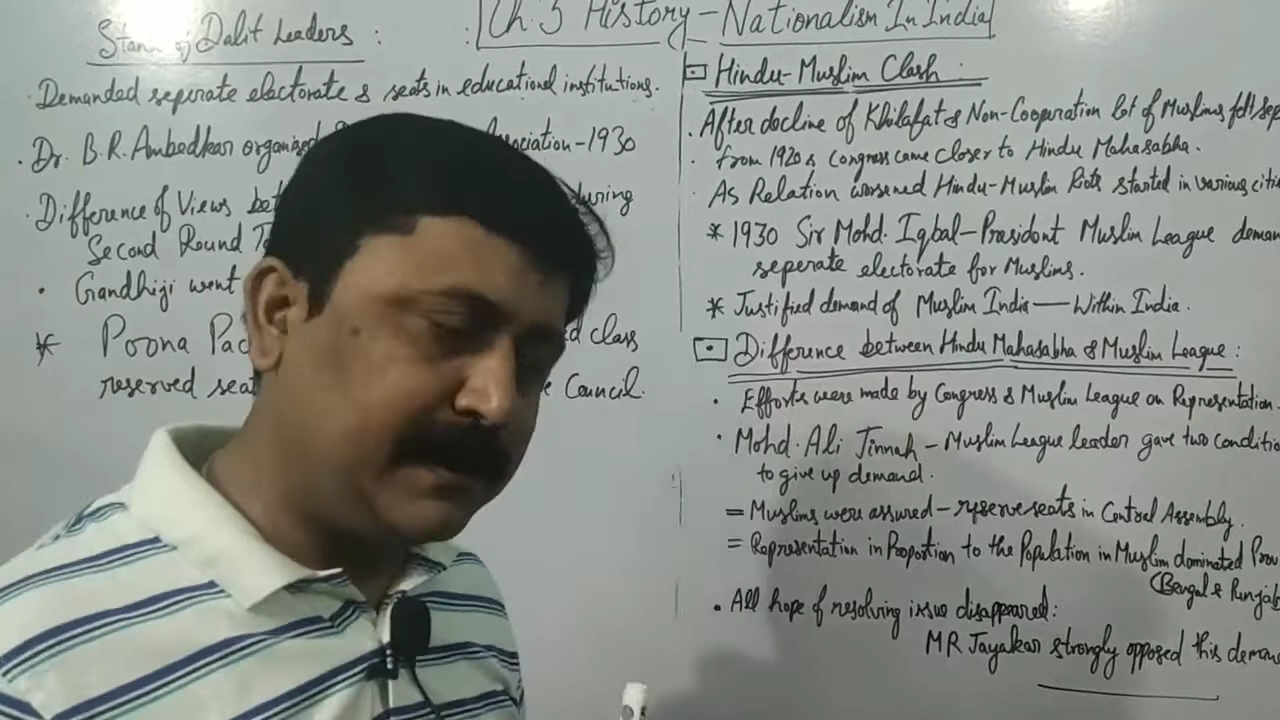 Ch. 3 History - Nationalism In India
Stand of Dalit Leaders :
· Demanded seperate electorate & seats in educational institutions.
· Dr. B.R. Ambedkar organised ociation - 1930
· Difference of Views bet uring
Second Round T
· Gandhiji went
* Poona Pac d class
reserved seat e Council.
Hindu-Muslim Clash.
. After decline of Khilafat & Non-Cooperation lot of Muslims felt sep
. from 1920s Congress came closer to Hindu Mahasabha.
. As Relation worsened Hindu-Muslim Riots started in various citi
* 1930 Sir Mohd. Iqbal - President Muslim League deman
seperate electorate for Muslims.
* Justified demand of Muslim India — Within India.
Difference between Hindu Mahasabha & Muslim League :
· Efforts were made by Congress & Muslim League on Representation.
· Mohd. Ali Jinnah - Muslim League leader gave two conditio
to give up demand.
= Muslims were assured - reserve seats in Central Assembly.
= Representation in Proportion to the Population in Muslim dominated Prov
(Bengal & Punjab
· All hope of resolving issue disappeared:
MR Jayakar strongly opposed this deman